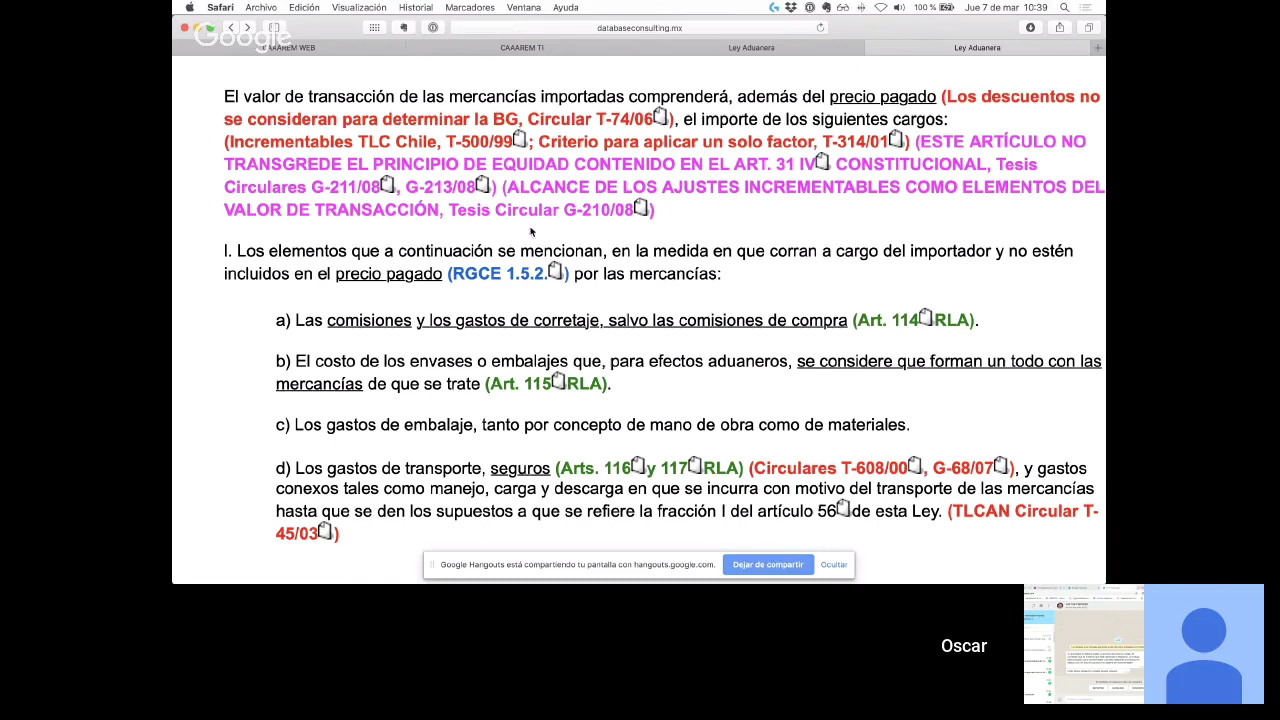 Safari Archivo Edición Visualización Historial Marcadores Ventana Ayuda 100 % Jue 7 de mar 10:39
Google
databaseconsulting.mx
CAAAREM WEB CAAAREM TI Ley Aduanera Ley Aduanera
El valor de transacción de las mercancías importadas comprenderá, además del precio pagado (Los descuentos no
se consideran para determinar la BG, Circular T-74/06), el importe de los siguientes cargos:
(Incrementables TLC Chile, T-500/99; Criterio para aplicar un solo factor, T-314/01) (ESTE ARTÍCULO NO
TRANSGREDE EL PRINCIPIO DE EQUIDAD CONTENIDO EN EL ART. 31 IV CONSTITUCIONAL, Tesis
Circulares G-211/08, G-213/08) (ALCANCE DE LOS AJUSTES INCREMENTABLES COMO ELEMENTOS DEL
VALOR DE TRANSACCIÓN, Tesis Circular G-210/08)
I. Los elementos que a continuación se mencionan, en la medida en que corran a cargo del importador y no estén
incluidos en el precio pagado (RGCE 1.5.2.) por las mercancías:
a) Las comisiones y los gastos de corretaje, salvo las comisiones de compra (Art. 114 RLA).
b) El costo de los envases o embalajes que, para efectos aduaneros, se considere que forman un todo con las
mercancías de que se trate (Art. 115 RLA).
c) Los gastos de embalaje, tanto por concepto de mano de obra como de materiales.
d) Los gastos de transporte, seguros (Arts. 116 y 117 RLA) (Circulares T-608/00, G-68/07), y gastos
conexos tales como manejo, carga y descarga en que se incurra con motivo del transporte de las mercancías
hasta que se den los supuestos a que se refiere la fracción I del artículo 56 de esta Ley. (TLCAN Circular T-
45/03)
Google Hangouts está compartiendo tu pantalla con hangouts.google.com. Dejar de compartir Ocultar
Oscar